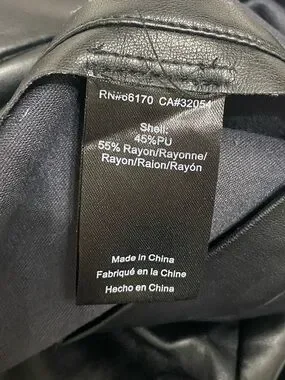 RN#66170 CA#32054
Shell:
45%PU
55% Rayon/Rayonne/
Rayon/Raion/Rayón
Made in China
Fabriqué en la Chine
Hecho en China